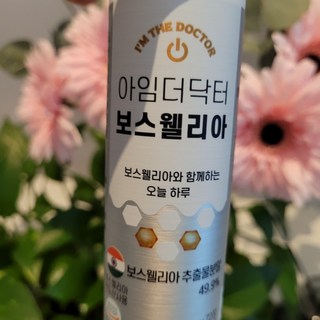 I'M THE DOCTOR
아임더닥터
보스웰리아
보스웰리아와 함께하는
오늘 하루
보스웰리아 추출물분말
49.9%